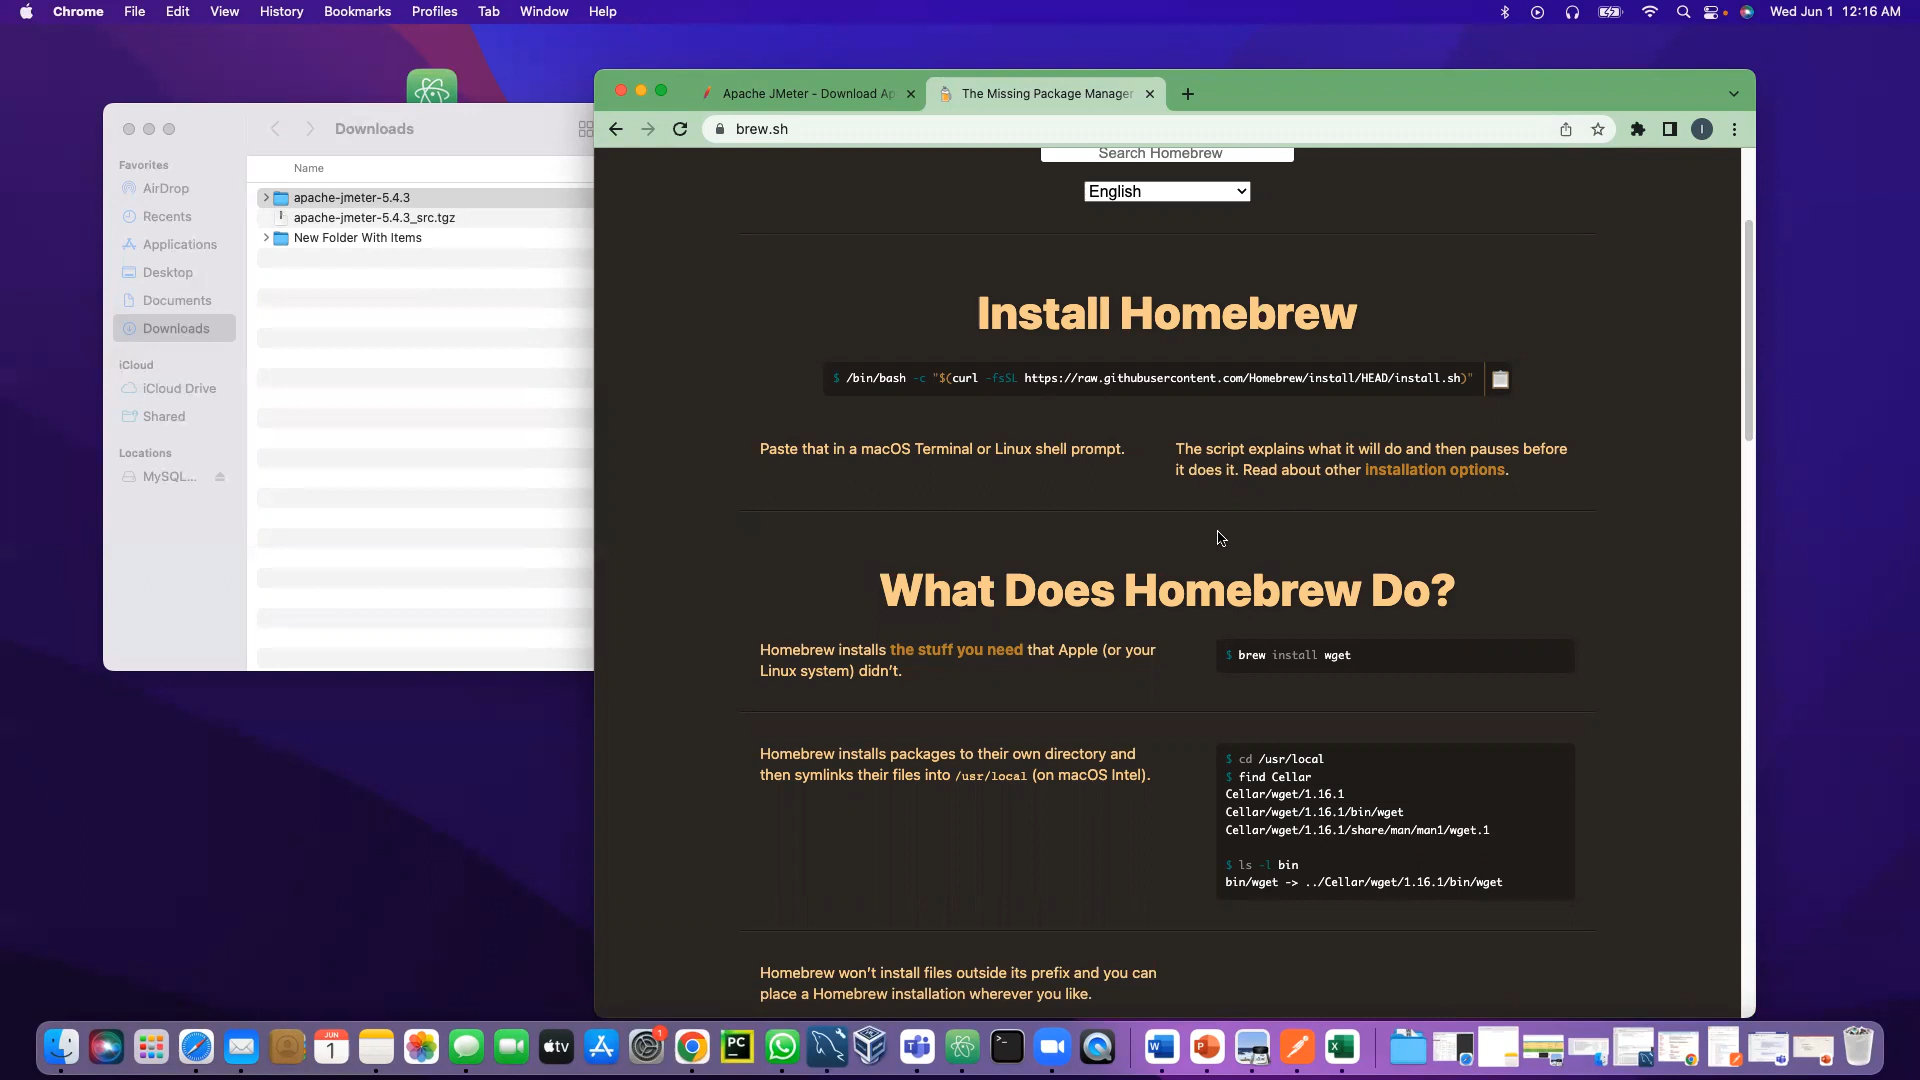 Chrome File Edit View History Bookmarks Profiles Tab Window Help
Wed Jun 1 12:16 AM
Downloads
Favorites
AirDrop
Recents
Applications
Desktop
Documents
Downloads
iCloud
iCloud Drive
Shared
Locations
MySQL...
Name
apache-jmeter-5.4.3
apache-jmeter-5.4.3_src.tgz
New Folder With Items
Apache JMeter - Download Ap
The Missing Package Manager
brew.sh
I
Search Homebrew
English
Install Homebrew
$ /bin/bash -c "$(curl -fsSL https://raw.githubusercontent.com/Homebrew/install/HEAD/install.sh)"
Paste that in a macOS Terminal or Linux shell prompt.
The script explains what it will do and then pauses before
it does it. Read about other installation options.
What Does Homebrew Do?
Homebrew installs the stuff you need that Apple (or your
Linux system) didn't.
$ brew install wget
Homebrew installs packages to their own directory and
then symlinks their files into /usr/local (on macOS Intel).
$ cd /usr/local
$ find Cellar
Cellar/wget/1.16.1
Cellar/wget/1.16.1/bin/wget
Cellar/wget/1.16.1/share/man/man1/wget.1
$ ls -l bin
bin/wget -> ../Cellar/wget/1.16.1/bin/wget
Homebrew won't install files outside its prefix and you can
place a Homebrew installation wherever you like.
JUN
1
tv
1
PC
W
P
X